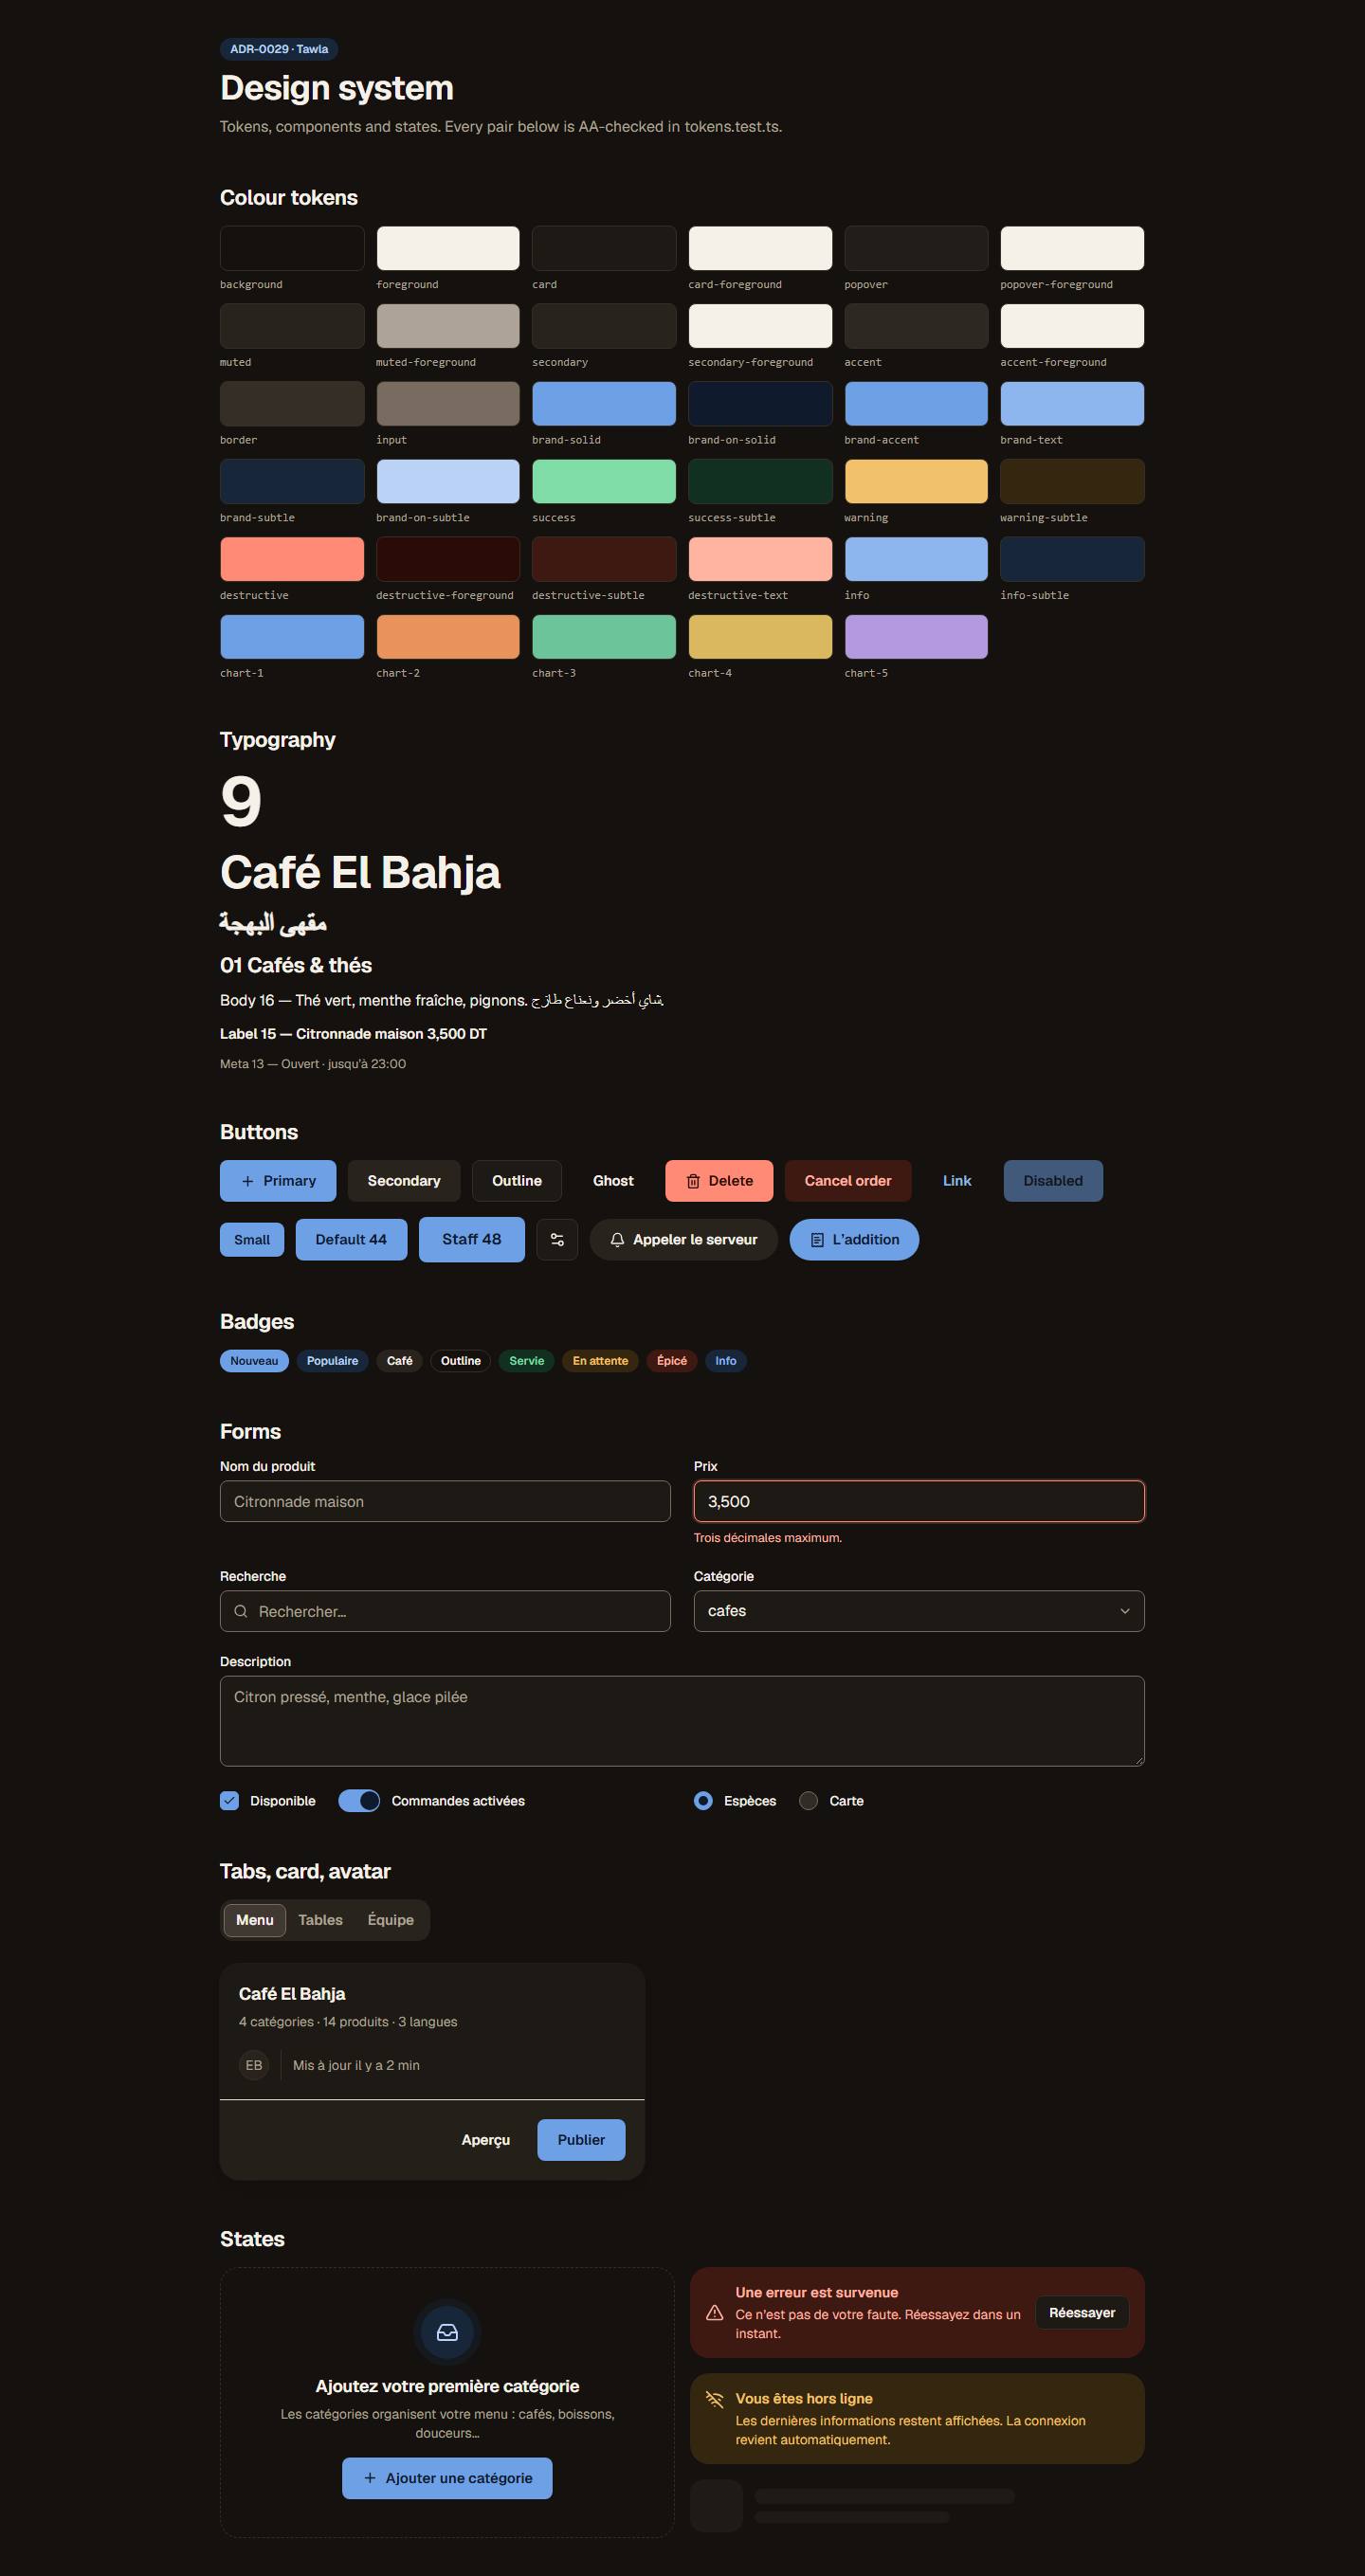 ADR-0029 · Tawla
Design system
Tokens, components and states. Every pair below is AA-checked in tokens.test.ts.
Colour tokens
background
foreground
card
card-foreground
popover
popover-foreground
muted
muted-foreground
secondary
secondary-foreground
accent
accent-foreground
border
input
brand-solid
brand-on-solid
brand-accent
brand-text
brand-subtle
brand-on-subtle
success
success-subtle
warning
warning-subtle
destructive
destructive-foreground
destructive-subtle
destructive-text
info
info-subtle
chart-1
chart-2
chart-3
chart-4
chart-5
Typography
9
Café El Bahja
مقهى البهجة
01 Cafés & thés
Body 16 — Thé vert, menthe fraîche, pignons. شاي أخضر ونعناع طازج.
Label 15 — Citronnade maison 3,500 DT
Meta 13 — Ouvert · jusqu'à 23:00
Buttons
Primary
Secondary
Outline
Ghost
Delete
Cancel order
Link
Disabled
Small
Default 44
Staff 48
Appeler le serveur
L'addition
Badges
Nouveau
Populaire
Café
Outline
Servie
En attente
Épicé
Info
Forms
Nom du produit
Prix
Citronnade maison
3,500
Trois décimales maximum.
Recherche
Catégorie
Rechercher…
cafes
Description
Citron pressé, menthe, glace pilée
Disponible
Commandes activées
Espèces
Carte
Tabs, card, avatar
Menu
Tables
Équipe
Café El Bahja
4 catégories · 14 produits · 3 langues
EB
Mis à jour il y a 2 min
Aperçu
Publier
States
Ajoutez votre première catégorie
Les catégories organisent votre menu : cafés, boissons,
douceurs…
Ajouter une catégorie
Une erreur est survenue
Ce n'est pas de votre faute. Réessayez dans un
instant.
Réessayer
Vous êtes hors ligne
Les dernières informations restent affichées. La connexion
revient automatiquement.